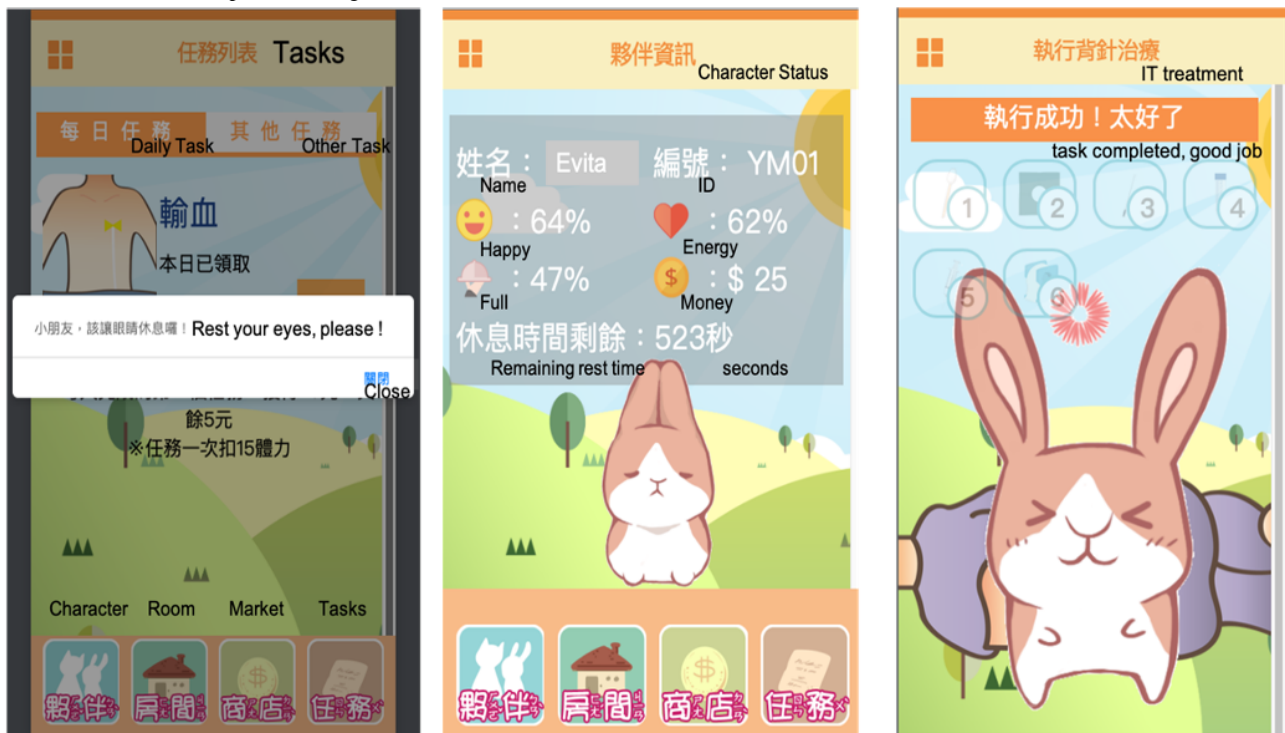 任務列表 Tasks
每日任務 其他任務
Daily Task Other Task
輸血
本日已領取
小朋友，該讓眼睛休息囉！Rest your eyes, please !
關閉
Close
餘5元
※任務一次扣15體力
Character Room Market Tasks
夥伴 房間 商店 任務
夥伴資訊
Character Status
姓名： Evita 編號： YM01
Name ID
：64% ：62%
Happy Energy
：47% ：$ 25
Full Money
休息時間剩餘：523秒
Remaining rest time seconds
夥伴 房間 商店 任務
執行背針治療
IT treatment
執行成功！太好了
task completed, good job
1 2 3 4
5 6